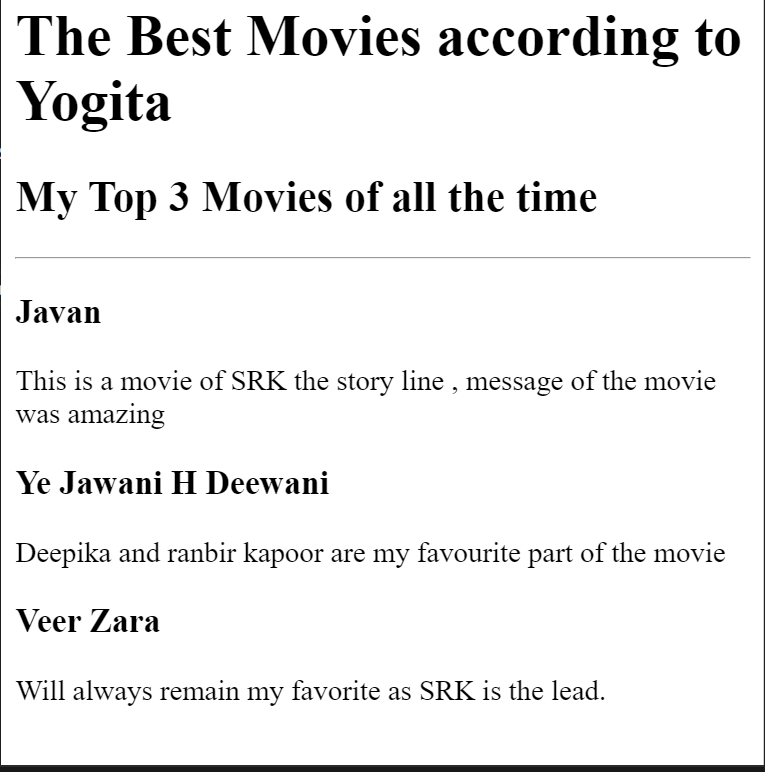 The Best Movies according to
Yogita
My Top 3 Movies of all the time
Javan
This is a movie of SRK the story line , message of the movie
was amazing
Ye Jawani H Deewani
Deepika and ranbir kapoor are my favourite part of the movie
Veer Zara
Will always remain my favorite as SRK is the lead.